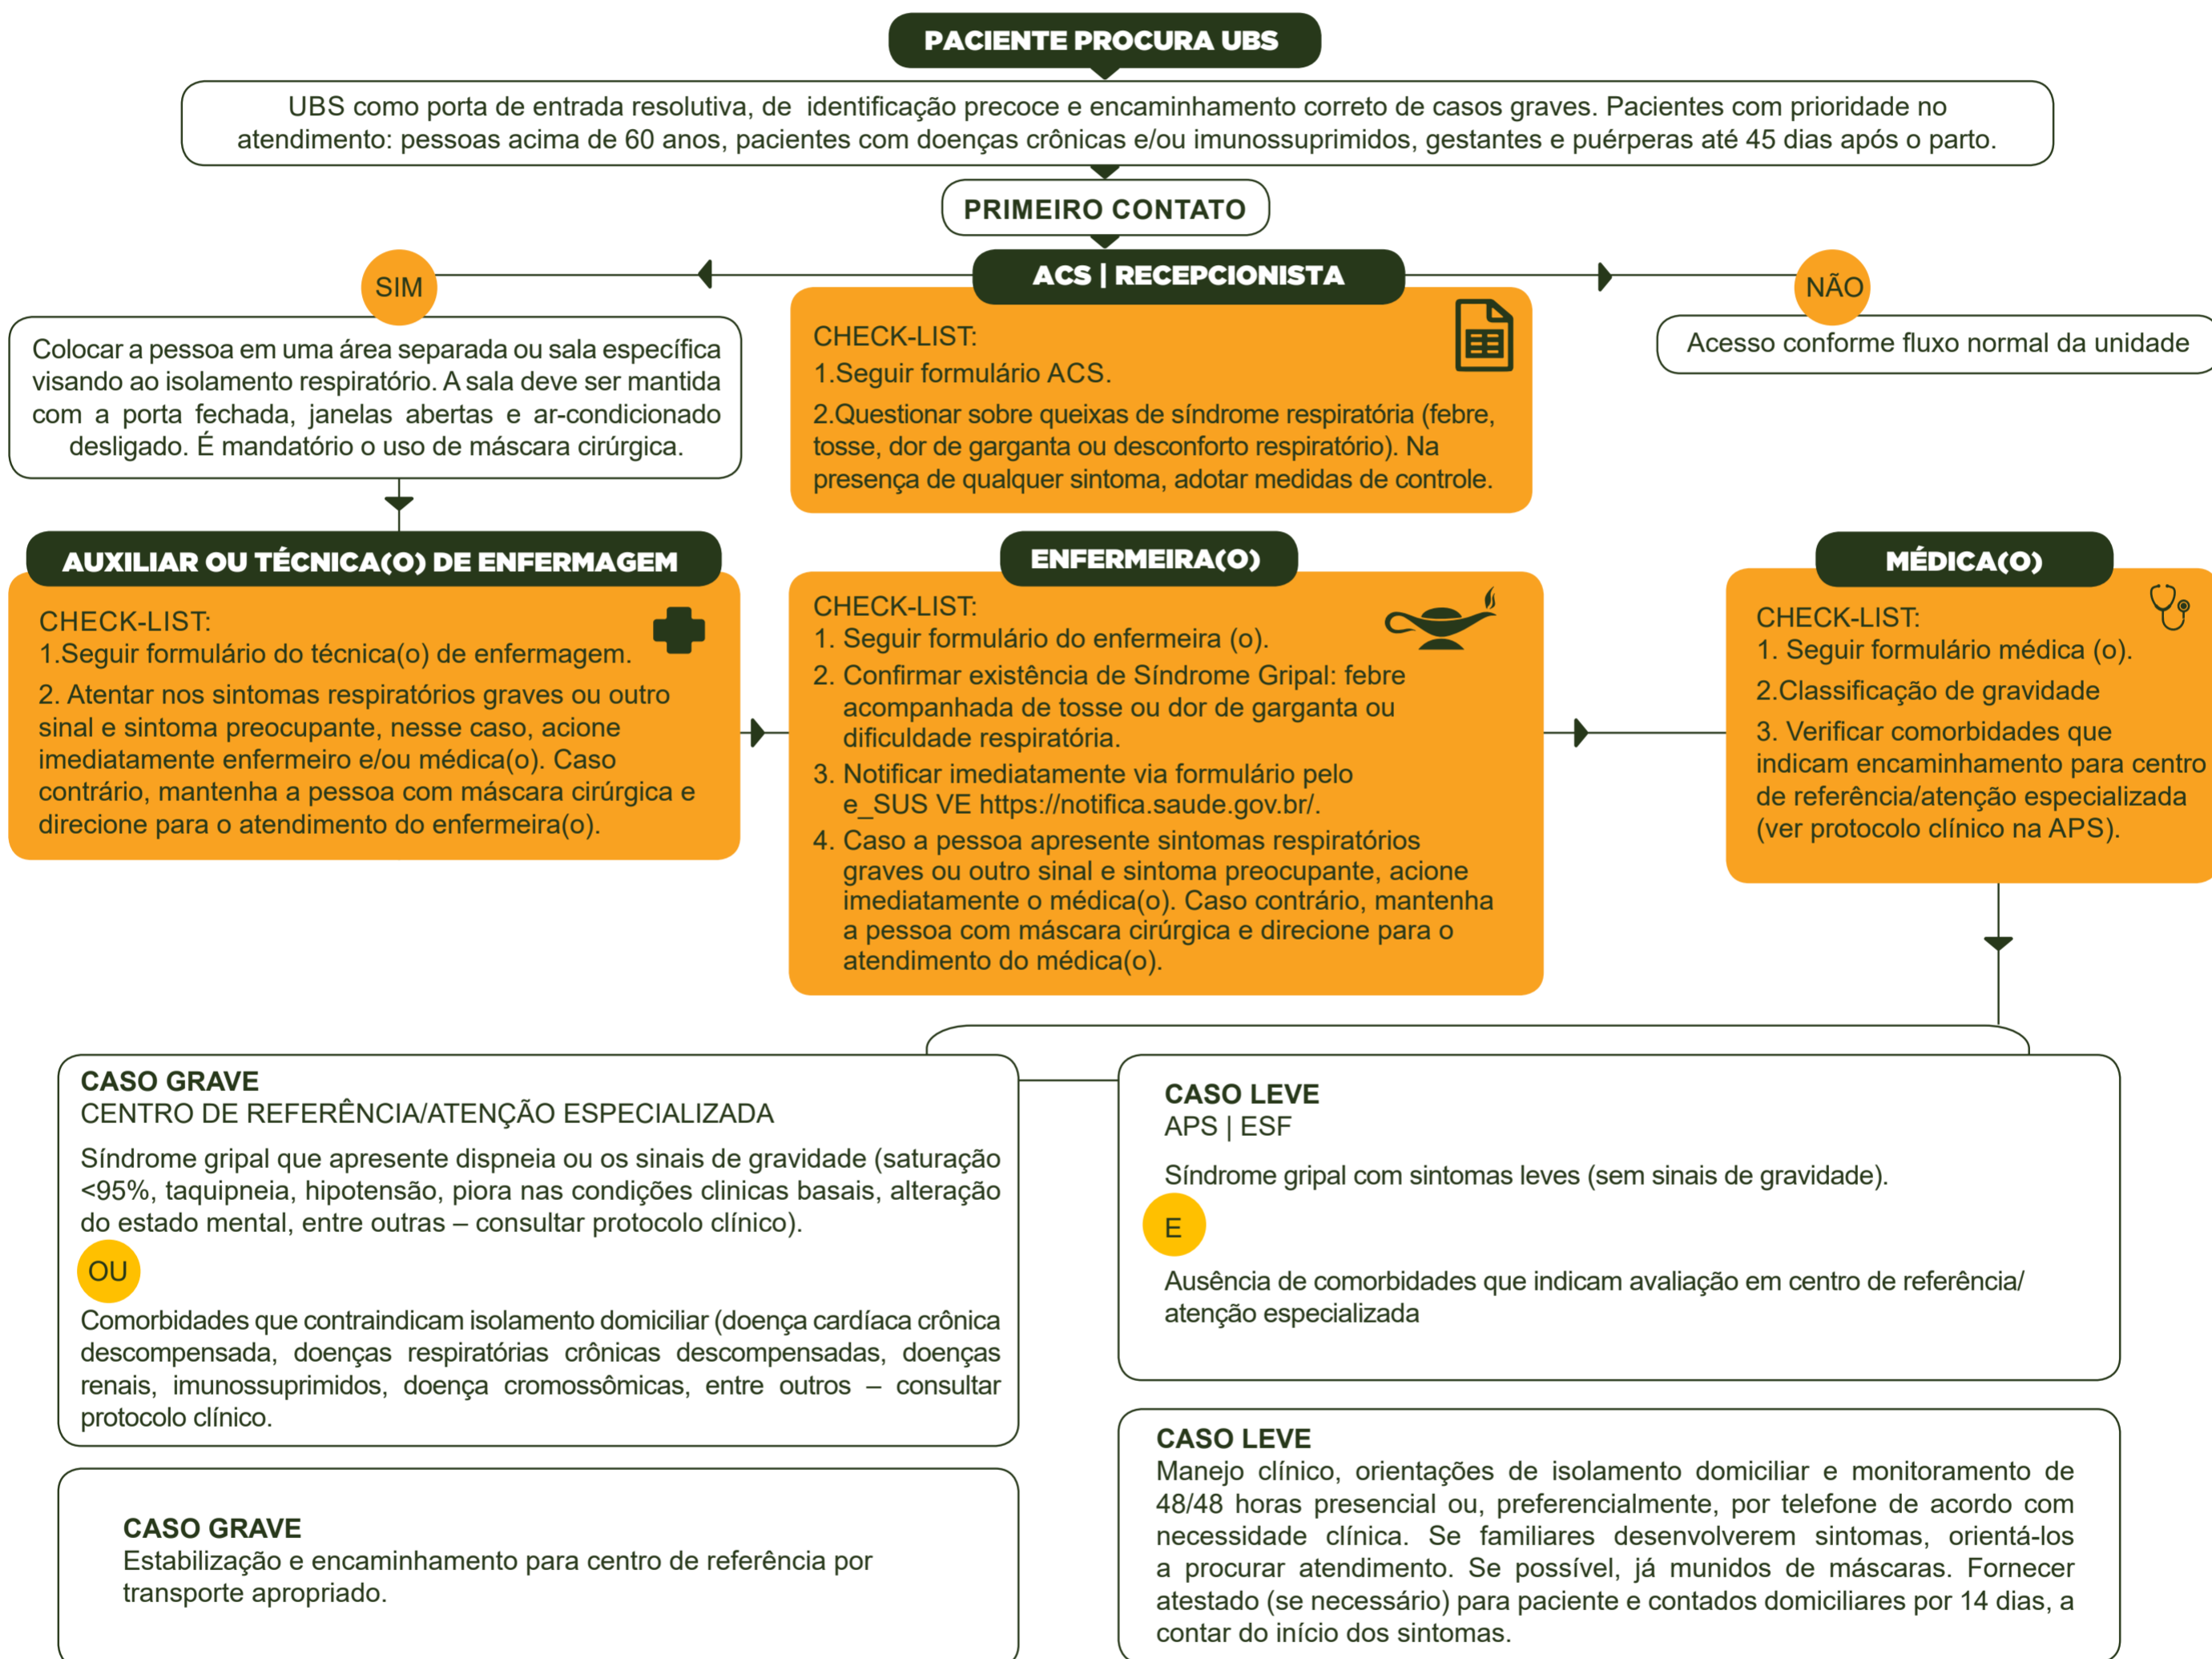 PACIENTE PROCURA UBS
UBS como porta de entrada resolutiva, de identificação precoce e encaminhamento correto de casos graves. Pacientes com prioridade no
atendimento: pessoas acima de 60 anos, pacientes com doenças crônicas e/ou imunossuprimidos, gestantes e puérperas até 45 dias após o parto.
PRIMEIRO CONTATO
ACS | RECEPCIONISTA
CHECK-LIST:
1.Seguir formulário ACS.
2.Questionar sobre queixas de síndrome respiratória (febre,
tosse, dor de garganta ou desconforto respiratório). Na
presença de qualquer sintoma, adotar medidas de controle.
SIM
Colocar a pessoa em uma área separada ou sala específica
visando ao isolamento respiratório. A sala deve ser mantida
com a porta fechada, janelas abertas e ar-condicionado
desligado. É mandatório o uso de máscara cirúrgica.
NÃO
Acesso conforme fluxo normal da unidade
AUXILIAR OU TÉCNICA(O) DE ENFERMAGEM
CHECK-LIST:
1.Seguir formulário do técnica(o) de enfermagem.
2. Atentar nos sintomas respiratórios graves ou outro
sinal e sintoma preocupante, nesse caso, acione
imediatamente enfermeiro e/ou médica(o). Caso
contrário, mantenha a pessoa com máscara cirúrgica e
direcione para o atendimento do enfermeira(o).
ENFERMEIRA(O)
CHECK-LIST:
1. Seguir formulário do enfermeira (o).
2. Confirmar existência de Síndrome Gripal: febre
acompanhada de tosse ou dor de garganta ou
dificuldade respiratória.
3. Notificar imediatamente via formulário pelo
e_SUS VE https://notifica.saude.gov.br/.
4. Caso a pessoa apresente sintomas respiratórios
graves ou outro sinal e sintoma preocupante, acione
imediatamente o médica(o). Caso contrário, mantenha
a pessoa com máscara cirúrgica e direcione para o
atendimento do médica(o).
MÉDICA(O)
CHECK-LIST:
1. Seguir formulário médica (o).
2.Classificação de gravidade
3. Verificar comorbidades que
indicam encaminhamento para centro
de referência/atenção especializada
(ver protocolo clínico na APS).
CASO GRAVE
CENTRO DE REFERÊNCIA/ATENÇÃO ESPECIALIZADA
Síndrome gripal que apresente dispneia ou os sinais de gravidade (saturação
<95%, taquipneia, hipotensão, piora nas condições clinicas basais, alteração
do estado mental, entre outras – consultar protocolo clínico).
OU
Comorbidades que contraindicam isolamento domiciliar (doença cardíaca crônica
descompensada, doenças respiratórias crônicas descompensadas, doenças
renais, imunossuprimidos, doença cromossômicas, entre outros – consultar
protocolo clínico.
CASO LEVE
APS | ESF
Síndrome gripal com sintomas leves (sem sinais de gravidade).
E
Ausência de comorbidades que indicam avaliação em centro de referência/
atenção especializada
CASO GRAVE
Estabilização e encaminhamento para centro de referência por
transporte apropriado.
CASO LEVE
Manejo clínico, orientações de isolamento domiciliar e monitoramento de
48/48 horas presencial ou, preferencialmente, por telefone de acordo com
necessidade clínica. Se familiares desenvolverem sintomas, orientá-los
a procurar atendimento. Se possível, já munidos de máscaras. Fornecer
atestado (se necessário) para paciente e contados domiciliares por 14 dias, a
contar do início dos sintomas.